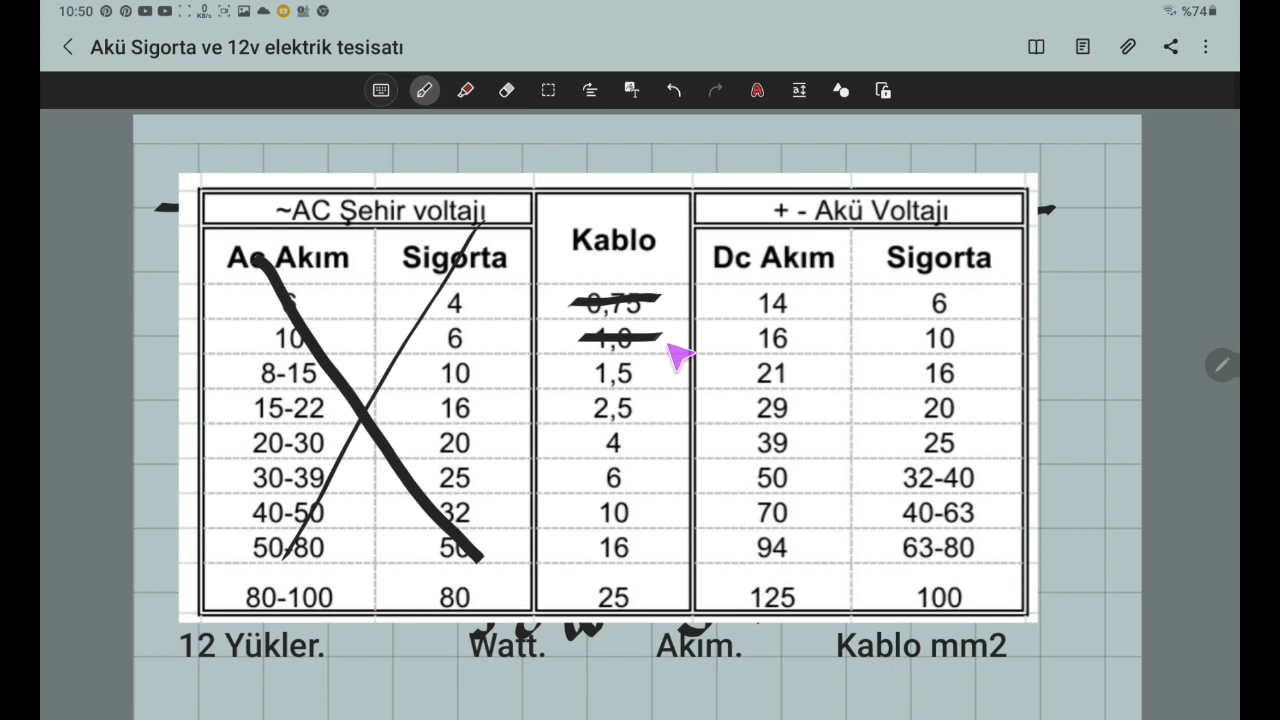 10:50 0 KB/s %74
Akü Sigorta ve 12v elektrik tesisatı
~AC Şehir voltajı + - Akü Voltajı
Ac Akım Sigorta Kablo Dc Akım Sigorta
6 4 0,75 14 6
10 6 1,0 16 10
8-15 10 1,5 21 16
15-22 16 2,5 29 20
20-30 20 4 39 25
30-39 25 6 50 32-40
40-50 32 10 70 40-63
50-80 50 16 94 63-80
80-100 80 25 125 100
12 Yükler. Watt. Akım. Kablo mm2